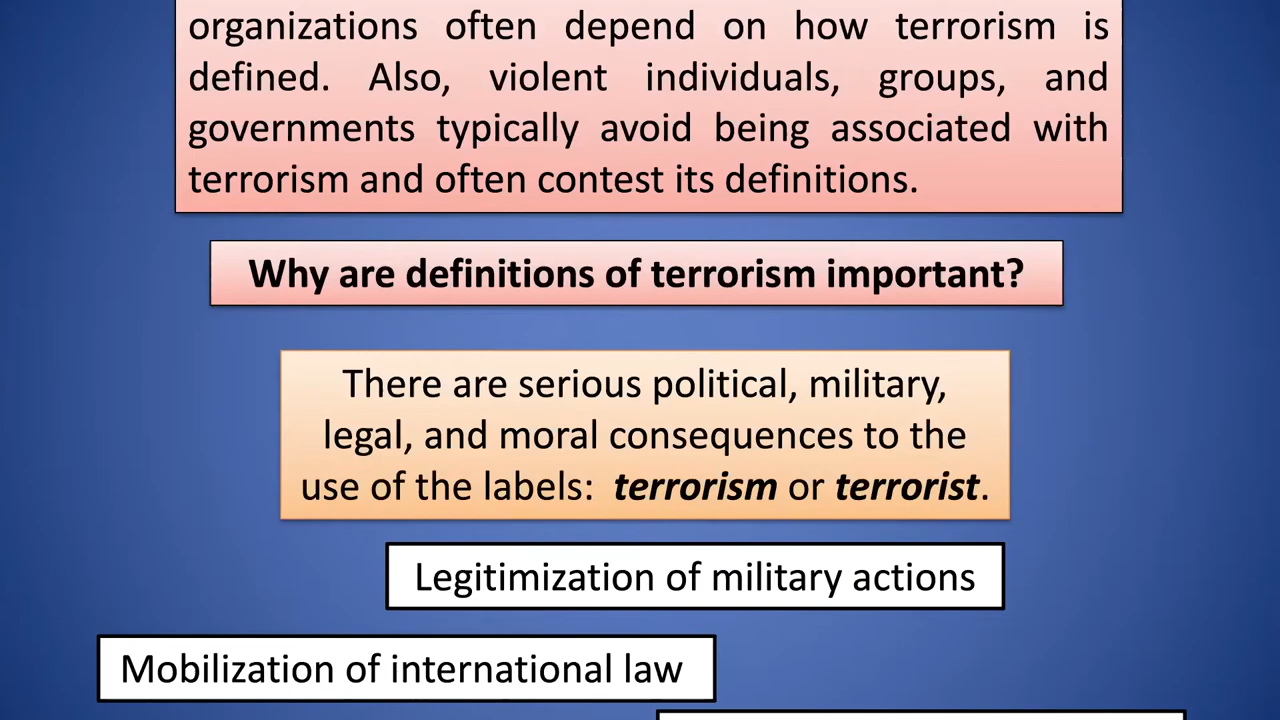 organizations often depend on how terrorism is
defined. Also, violent individuals, groups, and
governments typically avoid being associated with
terrorism and often contest its definitions.
Why are definitions of terrorism important?
There are serious political, military,
legal, and moral consequences to the
use of the labels: terrorism or terrorist.
Legitimization of military actions
Mobilization of international law